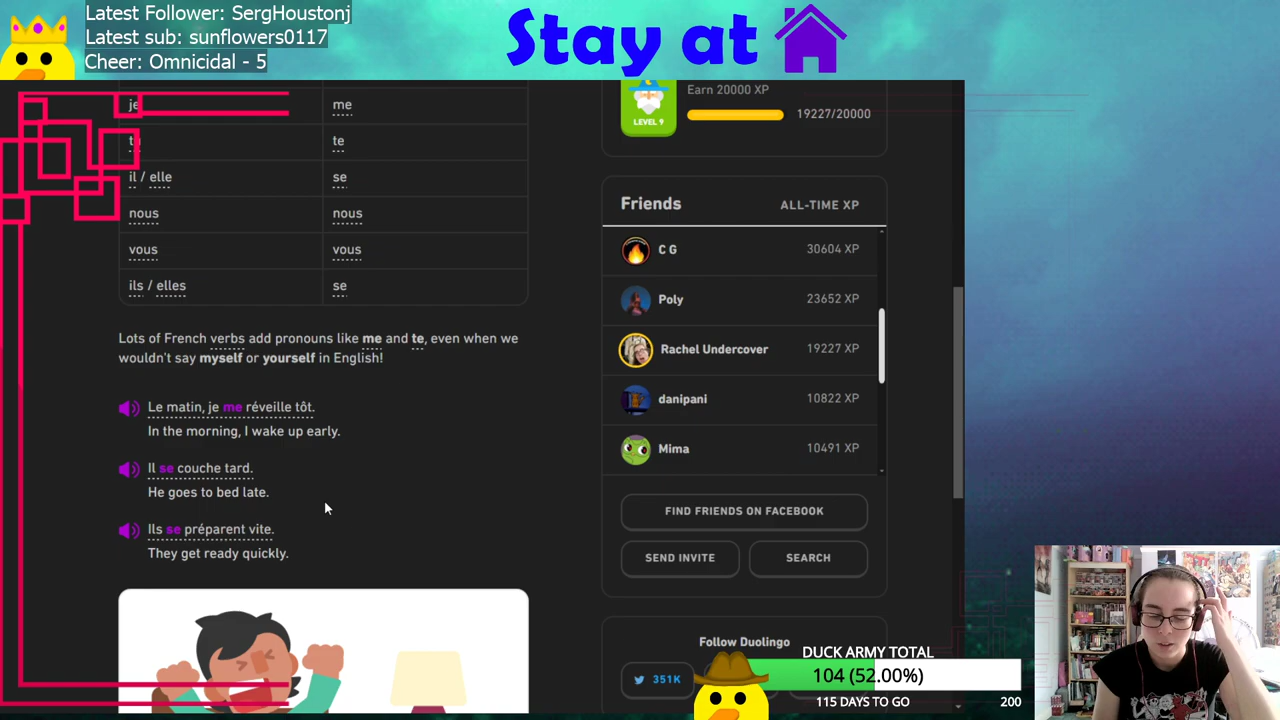 Latest Follower: SergHoustonj
Latest sub: sunflowers0117
Cheer: Omnicidal - 5
Stay at
je me
tu te
il / elle se
nous nous
vous vous
ils / elles se
Lots of French verbs add pronouns like me and te, even when we
wouldn't say myself or yourself in English!
Le matin, je me réveille tôt.
In the morning, I wake up early.
Il se couche tard.
He goes to bed late.
Ils se préparent vite.
They get ready quickly.
LEVEL 9
Earn 20000 XP
19227/20000
Friends ALL-TIME XP
C G 30604 XP
Poly 23652 XP
Rachel Undercover 19227 XP
danipani 10822 XP
Mima 10491 XP
FIND FRIENDS ON FACEBOOK
SEND INVITE SEARCH
Follow Duolingo
351K
DUCK ARMY TOTAL
104 (52.00%)
115 DAYS TO GO 200